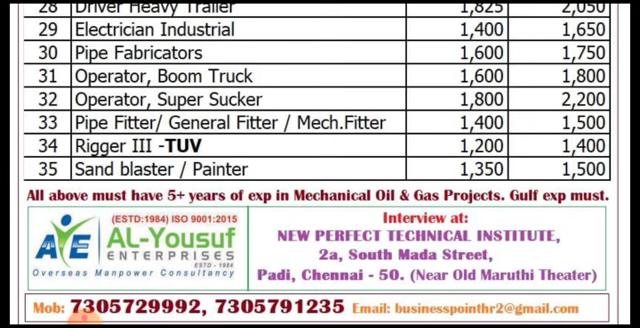 28 Driver Heavy Trailer 1,825 2,050
29 Electrician Industrial 1,400 1,650
30 Pipe Fabricators 1,600 1,750
31 Operator, Boom Truck 1,600 1,800
32 Operator, Super Sucker 1,800 2,200
33 Pipe Fitter/ General Fitter / Mech.Fitter 1,400 1,500
34 Rigger III -TUV 1,200 1,400
35 Sand blaster / Painter 1,350 1,500
All above must have 5+ years of exp in Mechanical Oil & Gas Projects. Gulf exp must.
(ESTD:1984) ISO 9001:2015
AYE AL-Yousuf
ENTERPRISES
ESTD - 1984
Overseas Manpower Consultancy
Interview at:
NEW PERFECT TECHNICAL INSTITUTE,
2a, South Mada Street,
Padi, Chennai - 50. (Near Old Maruthi Theater)
Mob: 7305729992, 7305791235 Email: businesspointhr2@gmail.com